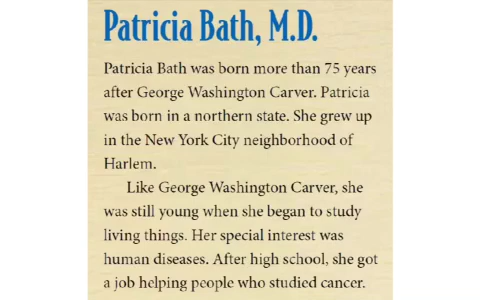 Patricia Bath, M.D.
Patricia Bath was born more than 75 years
after George Washington Carver. Patricia
was born in a northern state. She grew up
in the New York City neighborhood of
Harlem.
Like George Washington Carver, she
was still young when she began to study
living things. Her special interest was
human diseases. After high school, she got
a job helping people who studied cancer.